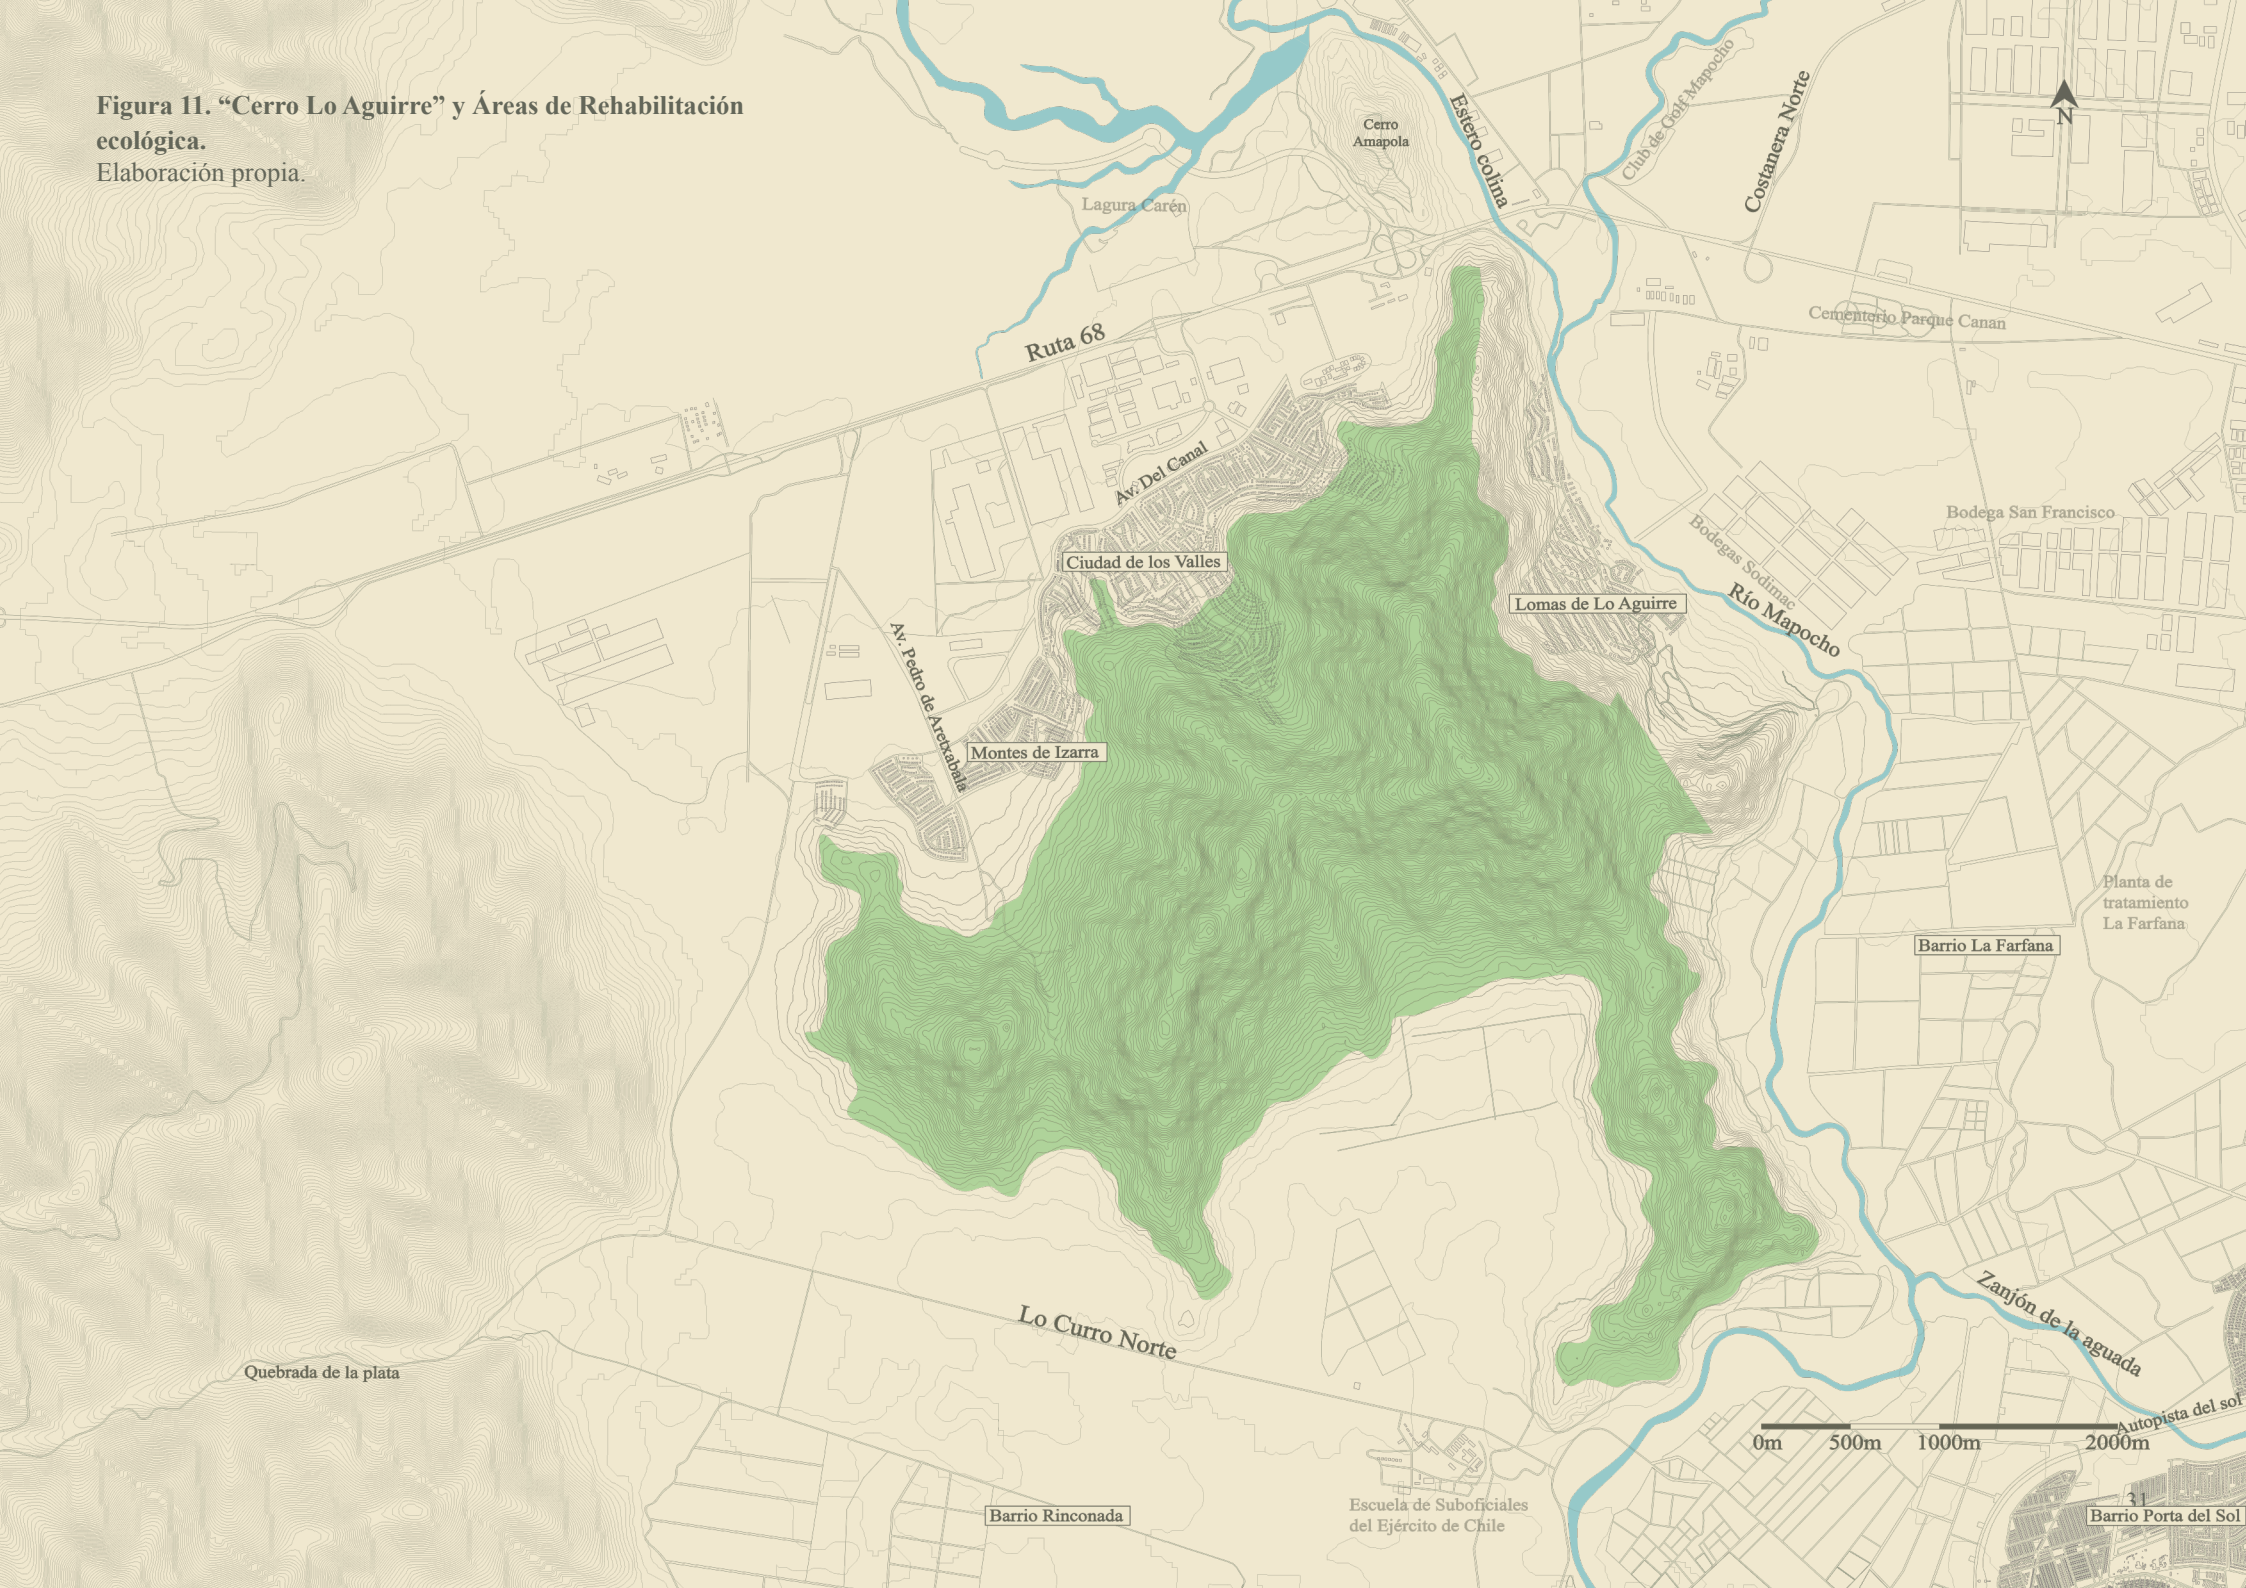 Figura 11. “Cerro Lo Aguirre” y Áreas de Rehabilitación
ecológica.
Elaboración propia.
Cerro
Amapola
Estero colina
Club de Golf Mapocho
Costanera Norte
N
Lagura Carén
Ruta 68
Cementerio Parque Canan
Av. Del Canal
Bodega San Francisco
Bodegas Sodimac
Ciudad de los Valles
Lomas de Lo Aguirre
Río Mapocho
Av. Pedro de Aretxabala
Montes de Izarra
Planta de
tratamiento
La Farfana
Barrio La Farfana
Zanjón de la aguada
Lo Curro Norte
Quebrada de la plata
Autopista del sol
0m 500m 1000m 2000m
Escuela de Suboficiales
del Ejército de Chile
31
Barrio Rinconada
Barrio Porta del Sol